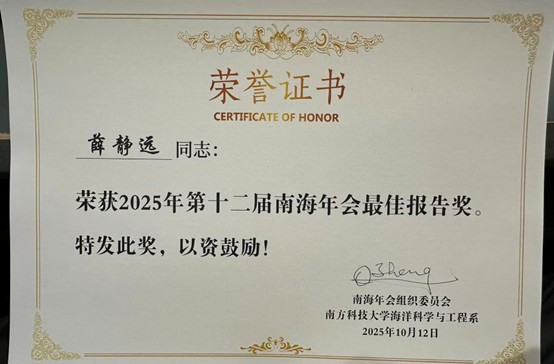 荣誉证书
CERTIFICATE OF HONOR
薛静远 同志：
荣获2025年第十二届南海年会最佳报告奖。
特发此奖，以资鼓励！
南海年会组织委员会
南方科技大学海洋科学与工程系
2025年10月12日